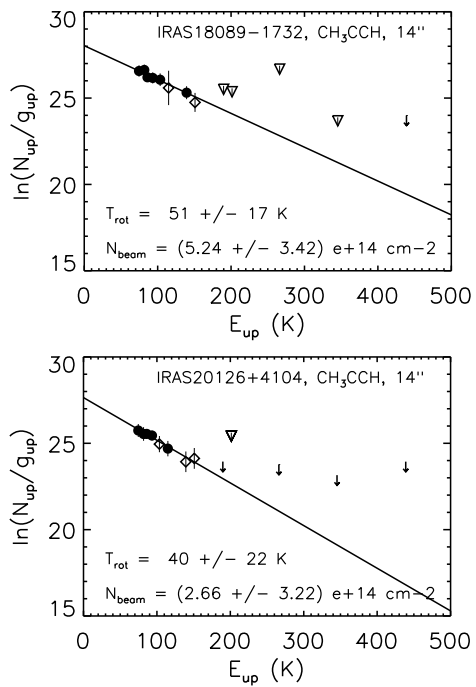 30
25
20
15
ln(Nup/gup)
IRAS18089−1732, CH3CCH, 14''
Trot = 51 +/− 17 K
Nbeam = (5.24 +/− 3.42) e+14 cm−2
0 100 200 300 400 500
Eup (K)
30
25
20
15
ln(Nup/gup)
IRAS20126+4104, CH3CCH, 14''
Trot = 40 +/− 22 K
Nbeam = (2.66 +/− 3.22) e+14 cm−2
0 100 200 300 400 500
Eup (K)